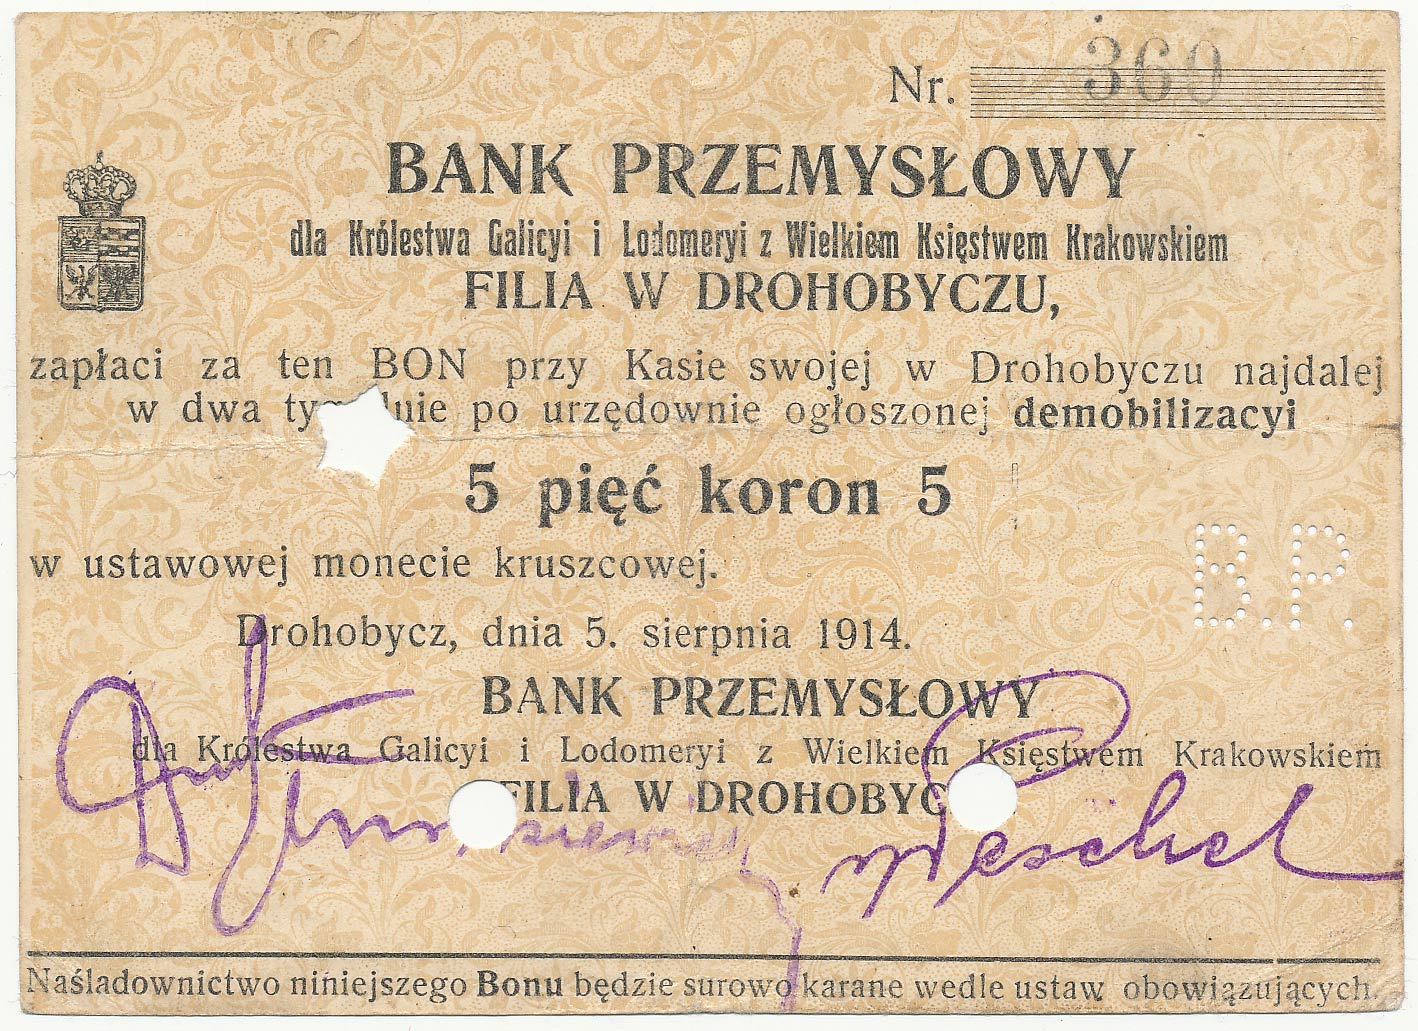 Nr. 360
BANK PRZEMYSŁOWY
dla Królestwa Galicyi i Lodomeryi z Wielkiem Księstwem Krakowskiem
FILIA W DROHOBYCZU,
zapłaci za ten BON przy Kasie swojej w Drohobyczu najdalej
w dwa ty dnie po urzędownie ogłoszonej demobilizacyi
5 pięć koron 5
w ustawowej monecie kruszcowej.
B.P.
Drohobycz, dnia 5. sierpnia 1914.
BANK PRZEMYSŁOWY
dla Królestwa Galicyi i Lodomeryi z Wielkiem Księstwem Krakowskiem
FILIA W DROHOBYC
Peschel
Naśladownictwo niniejszego Bonu będzie surowo karane wedle ustaw obowiązujących.